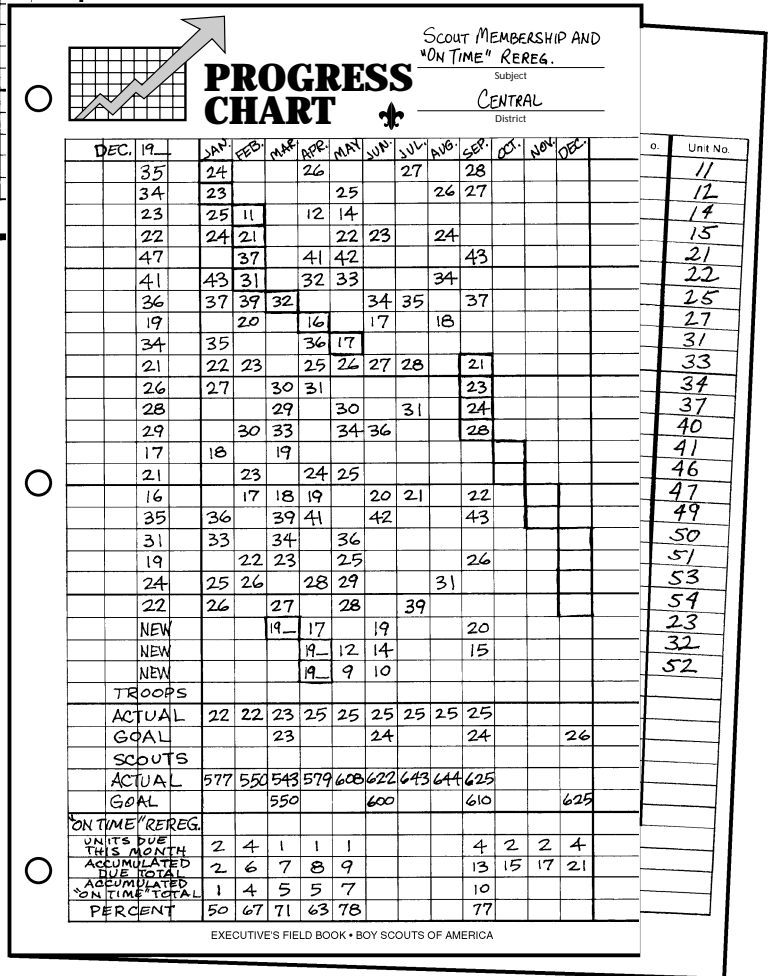 SCOUT MEMBERSHIP AND
"ON TIME" REREG.
Subject
PROGRESS
CHART
CENTRAL
District
DEC. 19_ JAN. FEB. MAR. APR. MAY JUN. JUL. AUG. SEP. OCT. NOV. DEC. o. Unit No.
35 24 26 27 28 11
34 23 25 26 27 12
23 25 11 12 14 14
22 24 21 22 23 24 15
47 37 41 42 43 21
41 43 31 32 33 34 22
36 37 39 32 34 35 37 25
19 20 16 17 18 27
34 35 36 17 31
21 22 23 25 26 27 28 21 33
26 27 30 31 23 34
28 29 30 31 24 37
29 30 33 34 36 28 40
17 18 19 41
21 23 24 25 46
16 17 18 19 20 21 22 47
35 36 39 41 42 43 49
31 33 34 36 50
19 22 23 25 26 51
24 25 26 28 29 31 53
22 26 27 28 39 54
NEW 19_ 17 19 20 23
NEW 19_ 12 14 15 32
NEW 19_ 9 10 52
TROOPS
ACTUAL 22 22 23 25 25 25 25 25 25
GOAL 23 24 24 26
SCOUTS
ACTUAL 577 550 543 579 608 622 643 644 625
GOAL 550 600 610 625
"ON TIME" REREG.
UNITS DUE
THIS MONTH 2 4 1 1 1 4 2 2 4
ACCUMULATED
DUE TOTAL 2 6 7 8 9 13 15 17 21
ACCUMULATED
"ON TIME" TOTAL 1 4 5 5 7 10
PERCENT 50 67 71 63 78 77
EXECUTIVE'S FIELD BOOK • BOY SCOUTS OF AMERICA